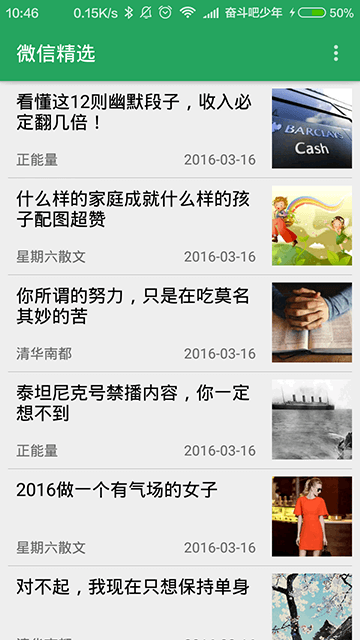 10:46
0.15K/s
奋斗吧少年
50%
微信精选
看懂这12则幽默段子，收入必
定翻几倍！
正能量
2016-03-16
BARCLAYS
Cash
什么样的家庭成就什么样的孩
子配图超赞
星期六散文
2016-03-16
你所谓的努力，只是在吃莫名
其妙的苦
清华南都
2016-03-16
泰坦尼克号禁播内容，你一定
想不到
正能量
2016-03-16
2016做一个有气场的女子
星期六散文
2016-03-16
对不起，我现在只想保持单身
清华南都
2016-03-16